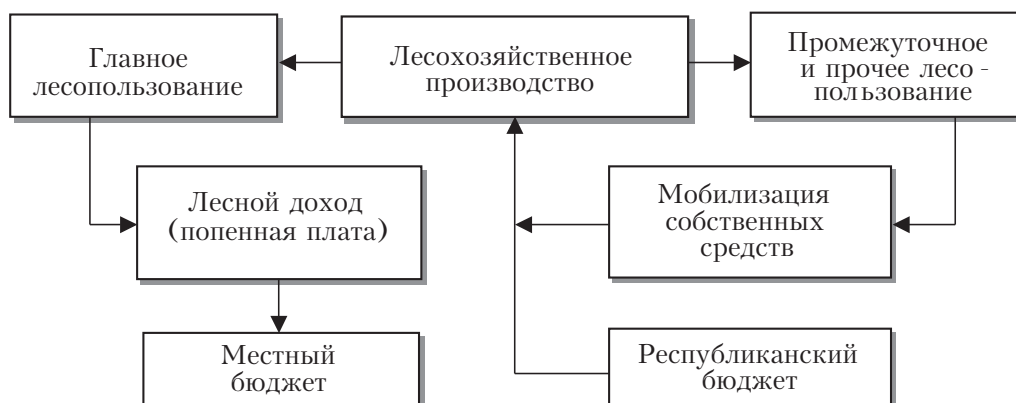 Главное
лесопользование
Лесохозяйственное
производство
Промежуточное
и прочее лесо -
пользование
Лесной доход
(попенная плата)
Мобилизация
собственных
средств
Местный
бюджет
Республиканский
бюджет